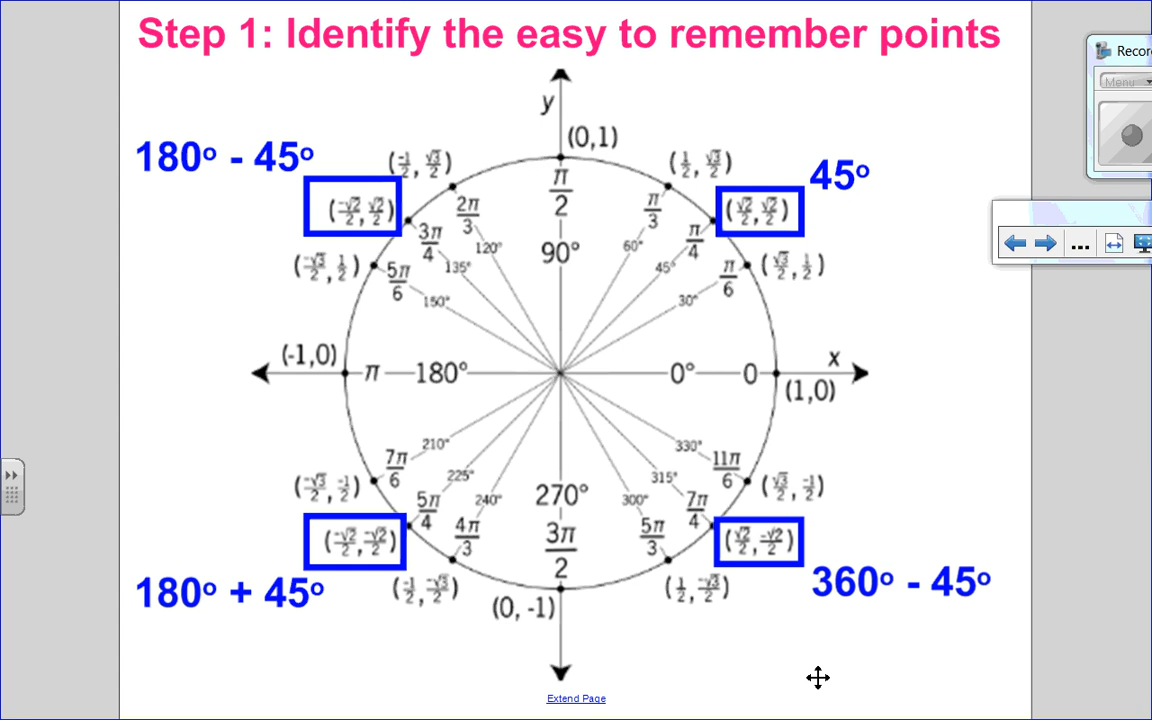 Step 1: Identify the easy to remember points
Recor
Menu
y
(0,1)
180° - 45°
45°
(-1/2, √3/2)
(1/2, √3/2)
(-√2/2, √2/2)
(√2/2, √2/2)
π/2
2π/3
π/3
3π/4
π/4
120°
90°
60°
(-√3/2, 1/2)
5π/6
135°
45°
π/6
(√3/2, 1/2)
150°
30°
(-1,0)
x
π
180°
0°
0
(1,0)
210°
330°
7π/6
225°
315°
11π/6
(-√3/2, -1/2)
(√3/2, -1/2)
5π/4
240°
270°
300°
7π/4
4π/3
3π/2
5π/3
(-√2/2, -√2/2)
(√2/2, -√2/2)
180° + 45°
(-1/2, -√3/2)
(0, -1)
(1/2, -√3/2)
360° - 45°
Extend Page